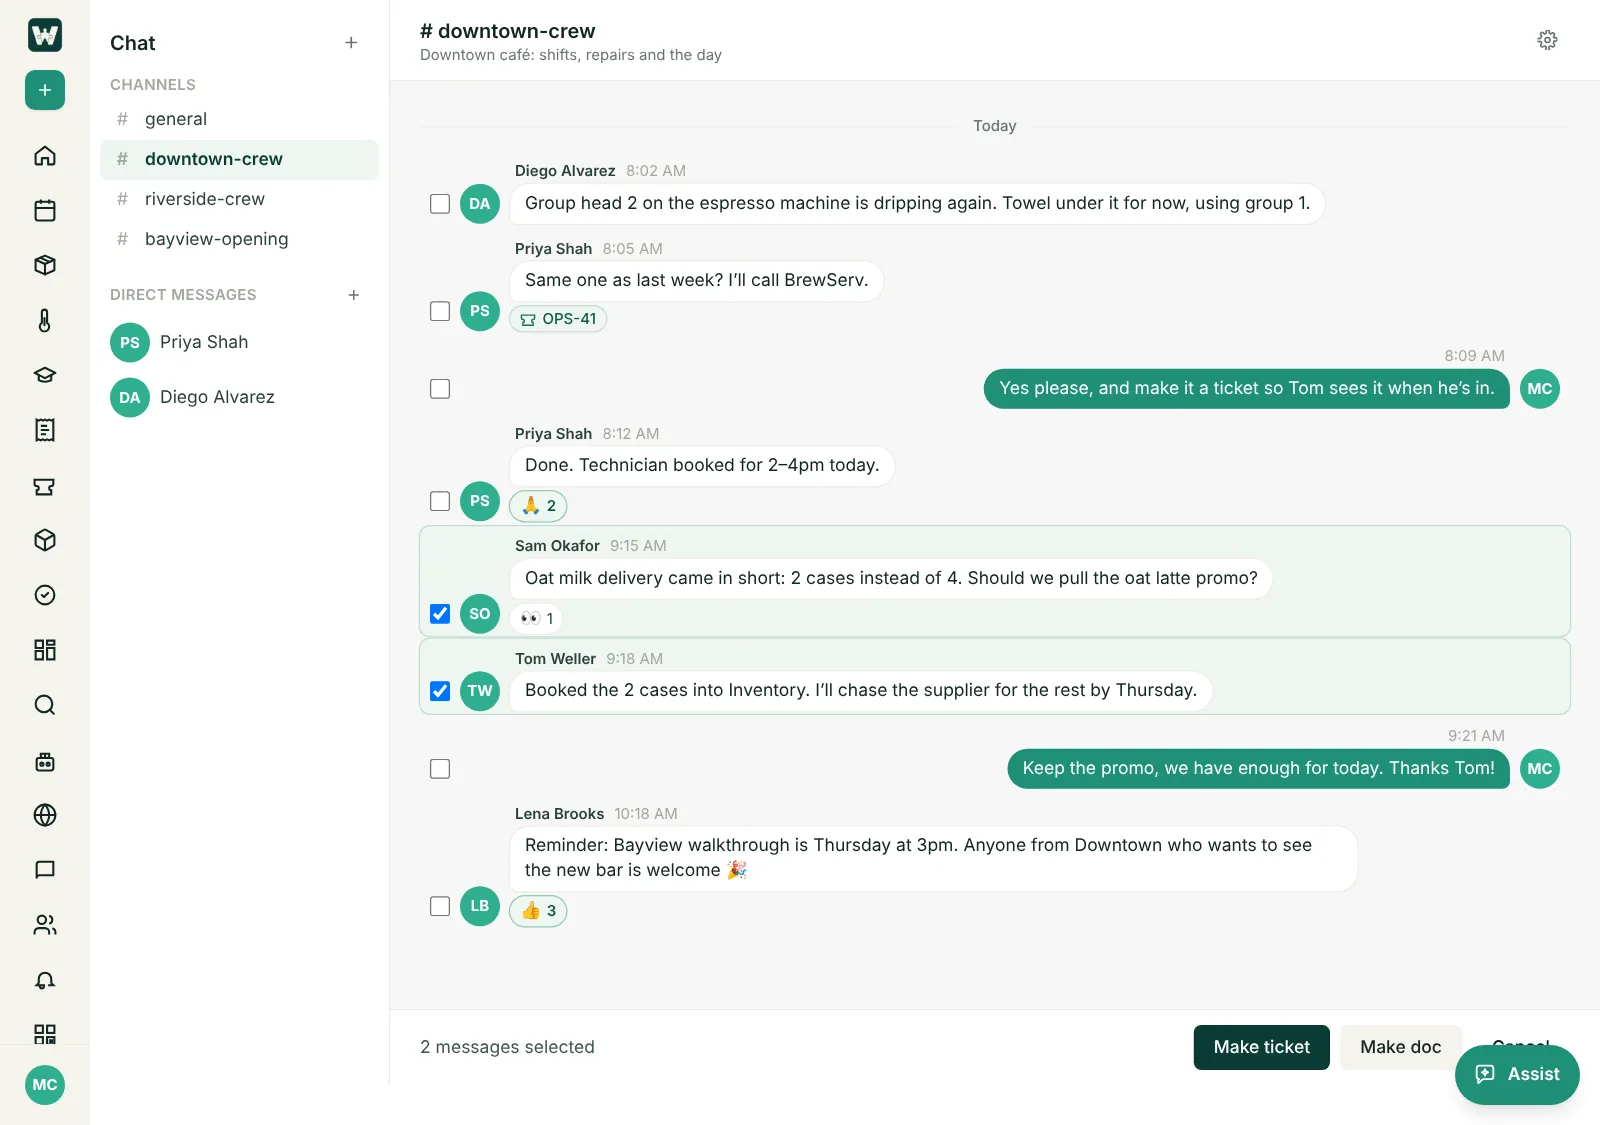 W
+
Chat
+
CHANNELS
# general
# downtown-crew
# riverside-crew
# bayview-opening
DIRECT MESSAGES
+
PS Priya Shah
DA Diego Alvarez
MC
# downtown-crew
Downtown café: shifts, repairs and the day
Today
Diego Alvarez 8:02 AM
DA Group head 2 on the espresso machine is dripping again. Towel under it for now, using group 1.
Priya Shah 8:05 AM
Same one as last week? I’ll call BrewServ.
PS OPS-41
8:09 AM
Yes please, and make it a ticket so Tom sees it when he’s in. MC
Priya Shah 8:12 AM
Done. Technician booked for 2–4pm today.
PS 🙏 2
Sam Okafor 9:15 AM
Oat milk delivery came in short: 2 cases instead of 4. Should we pull the oat latte promo?
SO 👀 1
Tom Weller 9:18 AM
TW Booked the 2 cases into Inventory. I’ll chase the supplier for the rest by Thursday.
9:21 AM
Keep the promo, we have enough for today. Thanks Tom! MC
Lena Brooks 10:18 AM
Reminder: Bayview walkthrough is Thursday at 3pm. Anyone from Downtown who wants to see
the new bar is welcome 🎉
LB 👍 3
2 messages selected
Make ticket
Make doc
Cancel
Assist